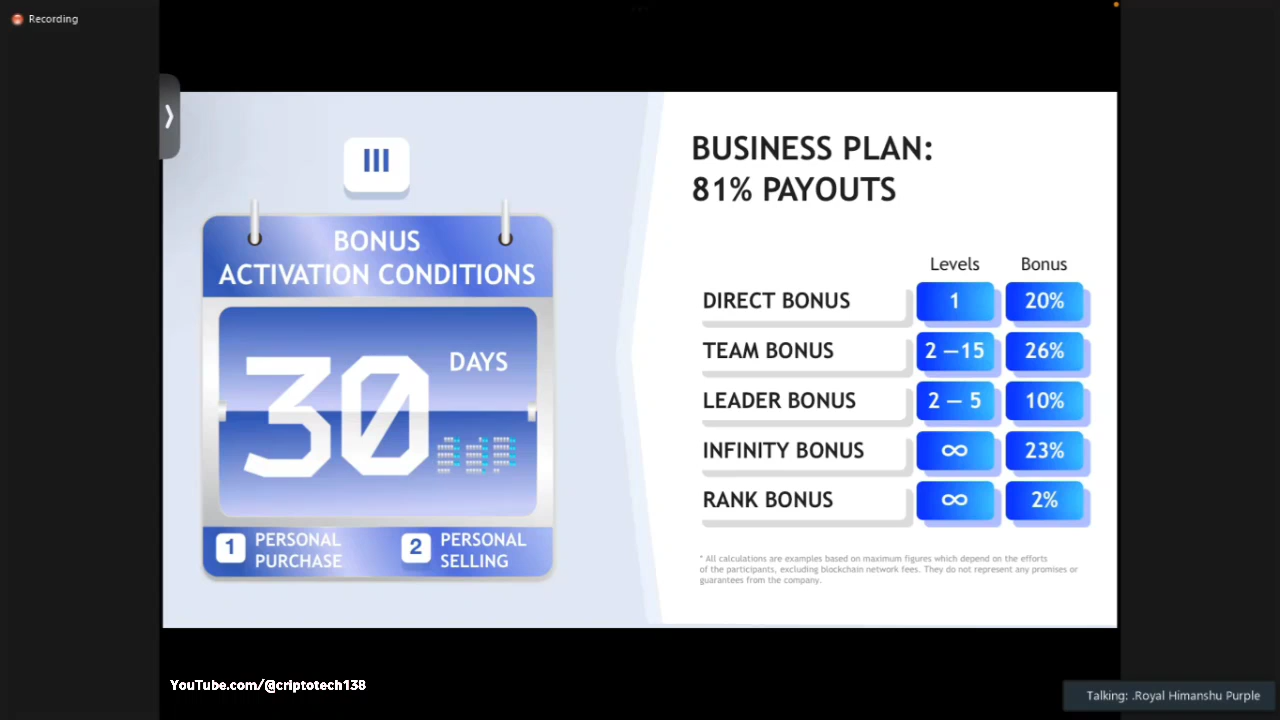 Recording
III
BONUS
ACTIVATION CONDITIONS
30
DAYS
1 PERSONAL
PURCHASE
2 PERSONAL
SELLING
BUSINESS PLAN:
81% PAYOUTS
Levels Bonus
DIRECT BONUS 1 20%
TEAM BONUS 2 —15 26%
LEADER BONUS 2 — 5 10%
INFINITY BONUS ∞ 23%
RANK BONUS ∞ 2%
* All calculations are examples based on maximum figures which depend on the efforts
of the participants, excluding blockchain network fees. They do not represent any promises or
guarantees from the company.
YouTube.com/@criptotech138
Talking: .Royal Himanshu Purple